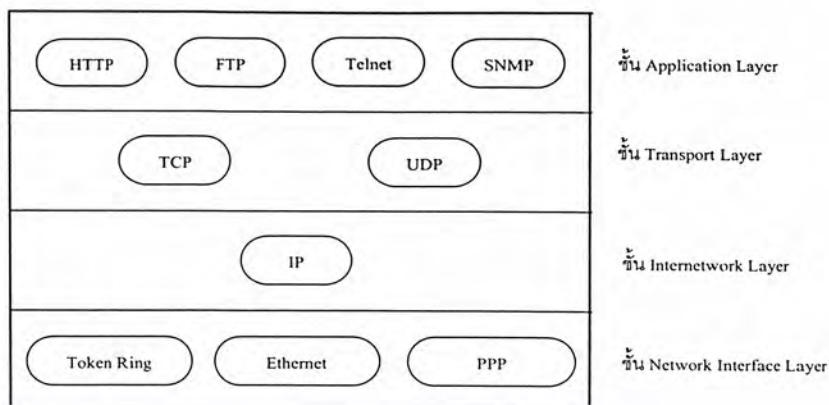 HTTP FTP Telnet SNMP ชั้น Application Layer
TCP UDP ชั้น Transport Layer
IP ชั้น Internetwork Layer
Token Ring Ethernet PPP ชั้น Network Interface Layer